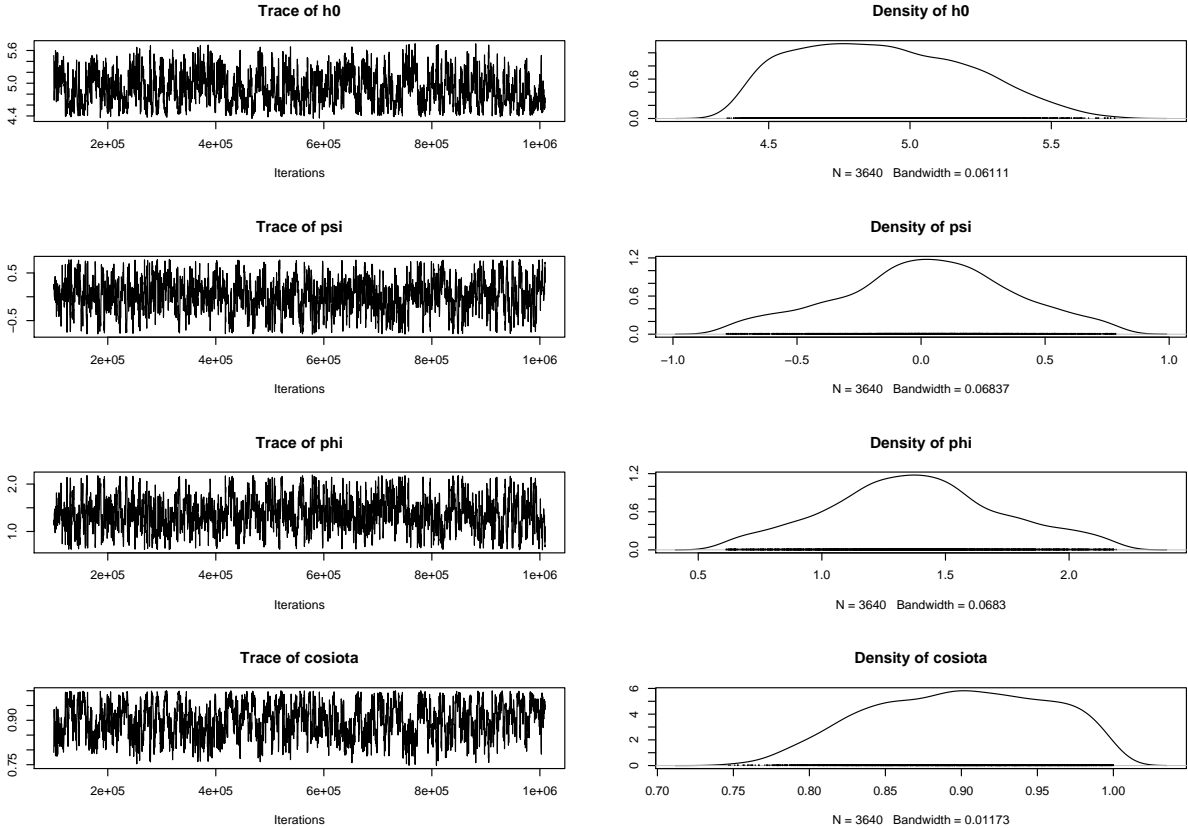 Trace of h0
4.4 5.0 5.6
2e+05 4e+05 6e+05 8e+05 1e+06
Iterations
Density of h0
0.0 0.6
4.5 5.0 5.5
N = 3640 Bandwidth = 0.06111
Trace of psi
−0.5 0.5
2e+05 4e+05 6e+05 8e+05 1e+06
Iterations
Density of psi
0.0 0.6 1.2
−1.0 −0.5 0.0 0.5 1.0
N = 3640 Bandwidth = 0.06837
Trace of phi
1.0 2.0
2e+05 4e+05 6e+05 8e+05 1e+06
Iterations
Density of phi
0.0 0.6 1.2
0.5 1.0 1.5 2.0
N = 3640 Bandwidth = 0.0683
Trace of cosiota
0.75 0.90
2e+05 4e+05 6e+05 8e+05 1e+06
Iterations
Density of cosiota
0 2 4 6
0.70 0.75 0.80 0.85 0.90 0.95 1.00
N = 3640 Bandwidth = 0.01173